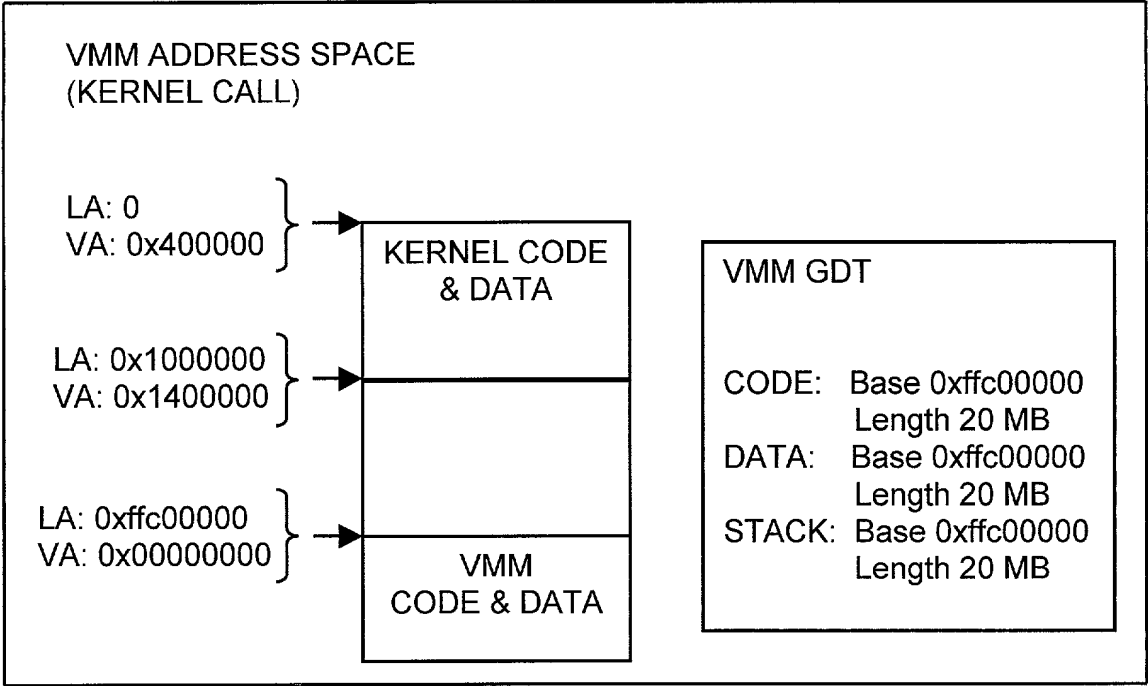 VMM ADDRESS SPACE
(KERNEL CALL)
LA: 0
VA: 0x400000
KERNEL CODE
& DATA
LA: 0x1000000
VA: 0x1400000
LA: 0xffc00000
VA: 0x00000000
VMM
CODE & DATA
VMM GDT
CODE: Base 0xffc00000
Length 20 MB
DATA: Base 0xffc00000
Length 20 MB
STACK: Base 0xffc00000
Length 20 MB